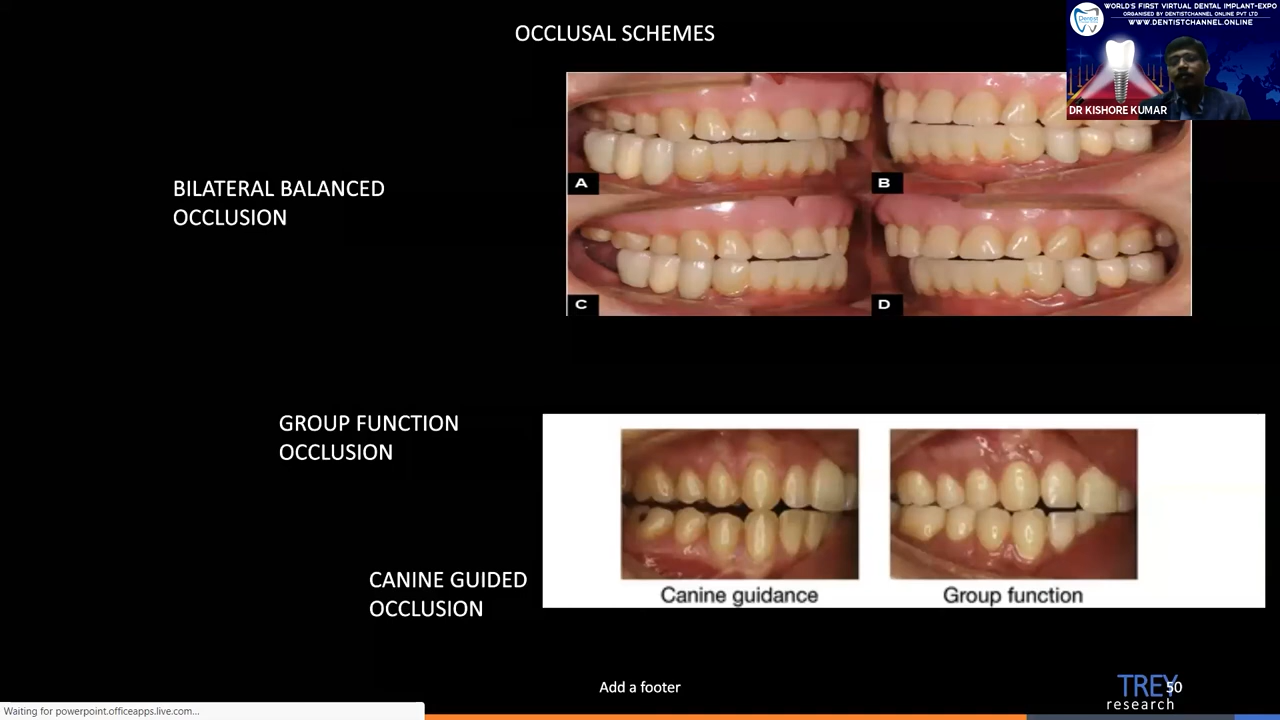 OCCLUSAL SCHEMES
WORLD'S FIRST VIRTUAL DENTAL IMPLANT-EXPO
ORGANISED BY DENTISTCHANNEL ONLINE PVT LTD
WWW.DENTISTCHANNEL.ONLINE
Dentist
DR KISHORE KUMAR
BILATERAL BALANCED
OCCLUSION
A
B
C
D
GROUP FUNCTION
OCCLUSION
CANINE GUIDED
OCCLUSION
Canine guidance
Group function
Add a footer
TREY
research
50
Waiting for powerpoint.officeapps.live.com...